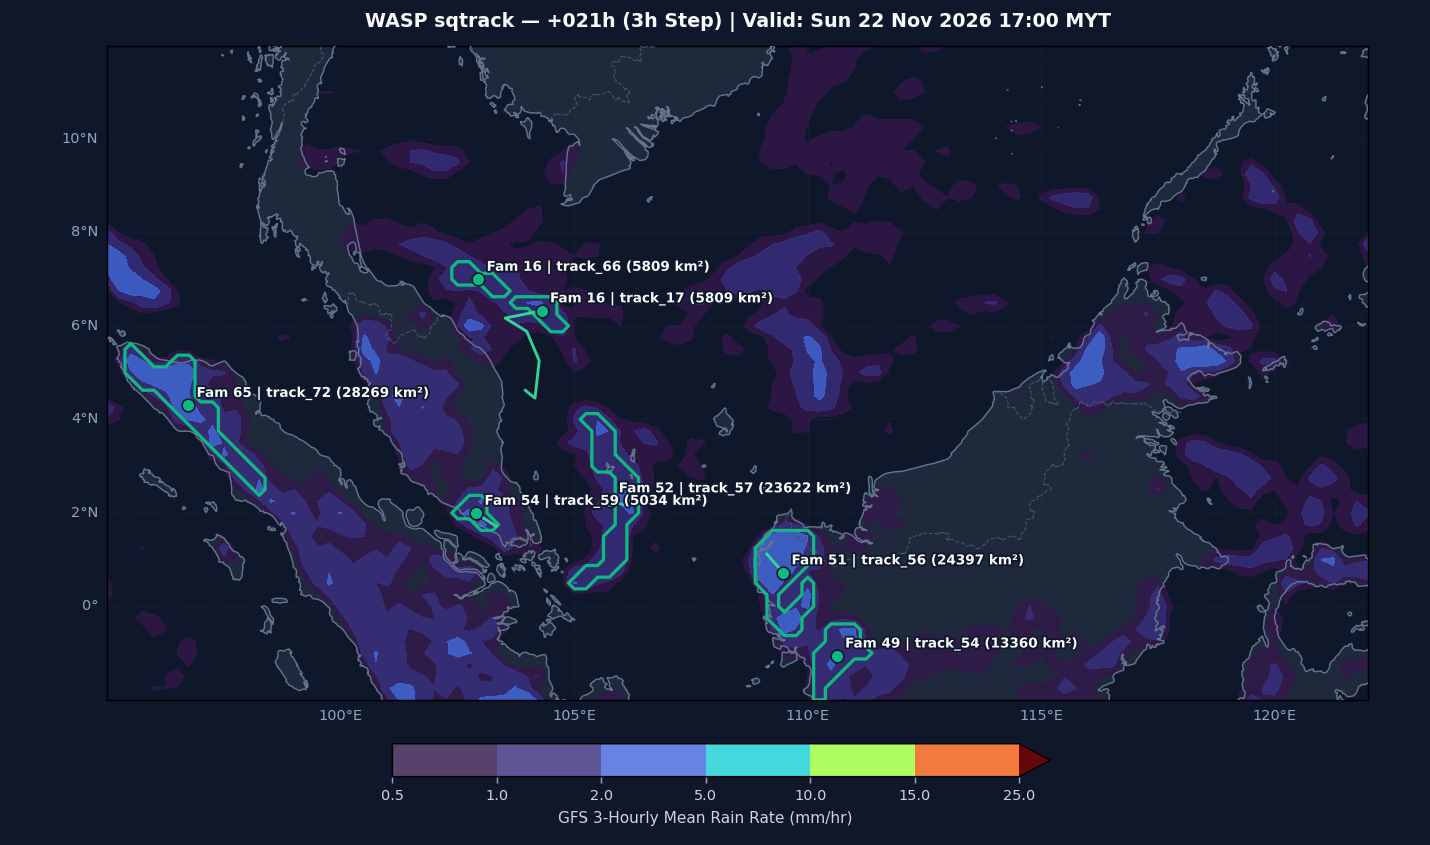 WASP sqtrack — +021h (3h Step) | Valid: Sun 22 Nov 2026 17:00 MYT
10°N
8°N
Fam 16 | track_66 (5809 km²)
Fam 16 | track_17 (5809 km²)
6°N
Fam 65 | track_72 (28269 km²)
4°N
Fam 52 | track_57 (23622 km²)
Fam 54 | track_59 (5034 km²)
2°N
Fam 51 | track_56 (24397 km²)
0°
Fam 49 | track_54 (13360 km²)
100°E 105°E 110°E 115°E 120°E
0.5 1.0 2.0 5.0 10.0 15.0 25.0
GFS 3-Hourly Mean Rain Rate (mm/hr)